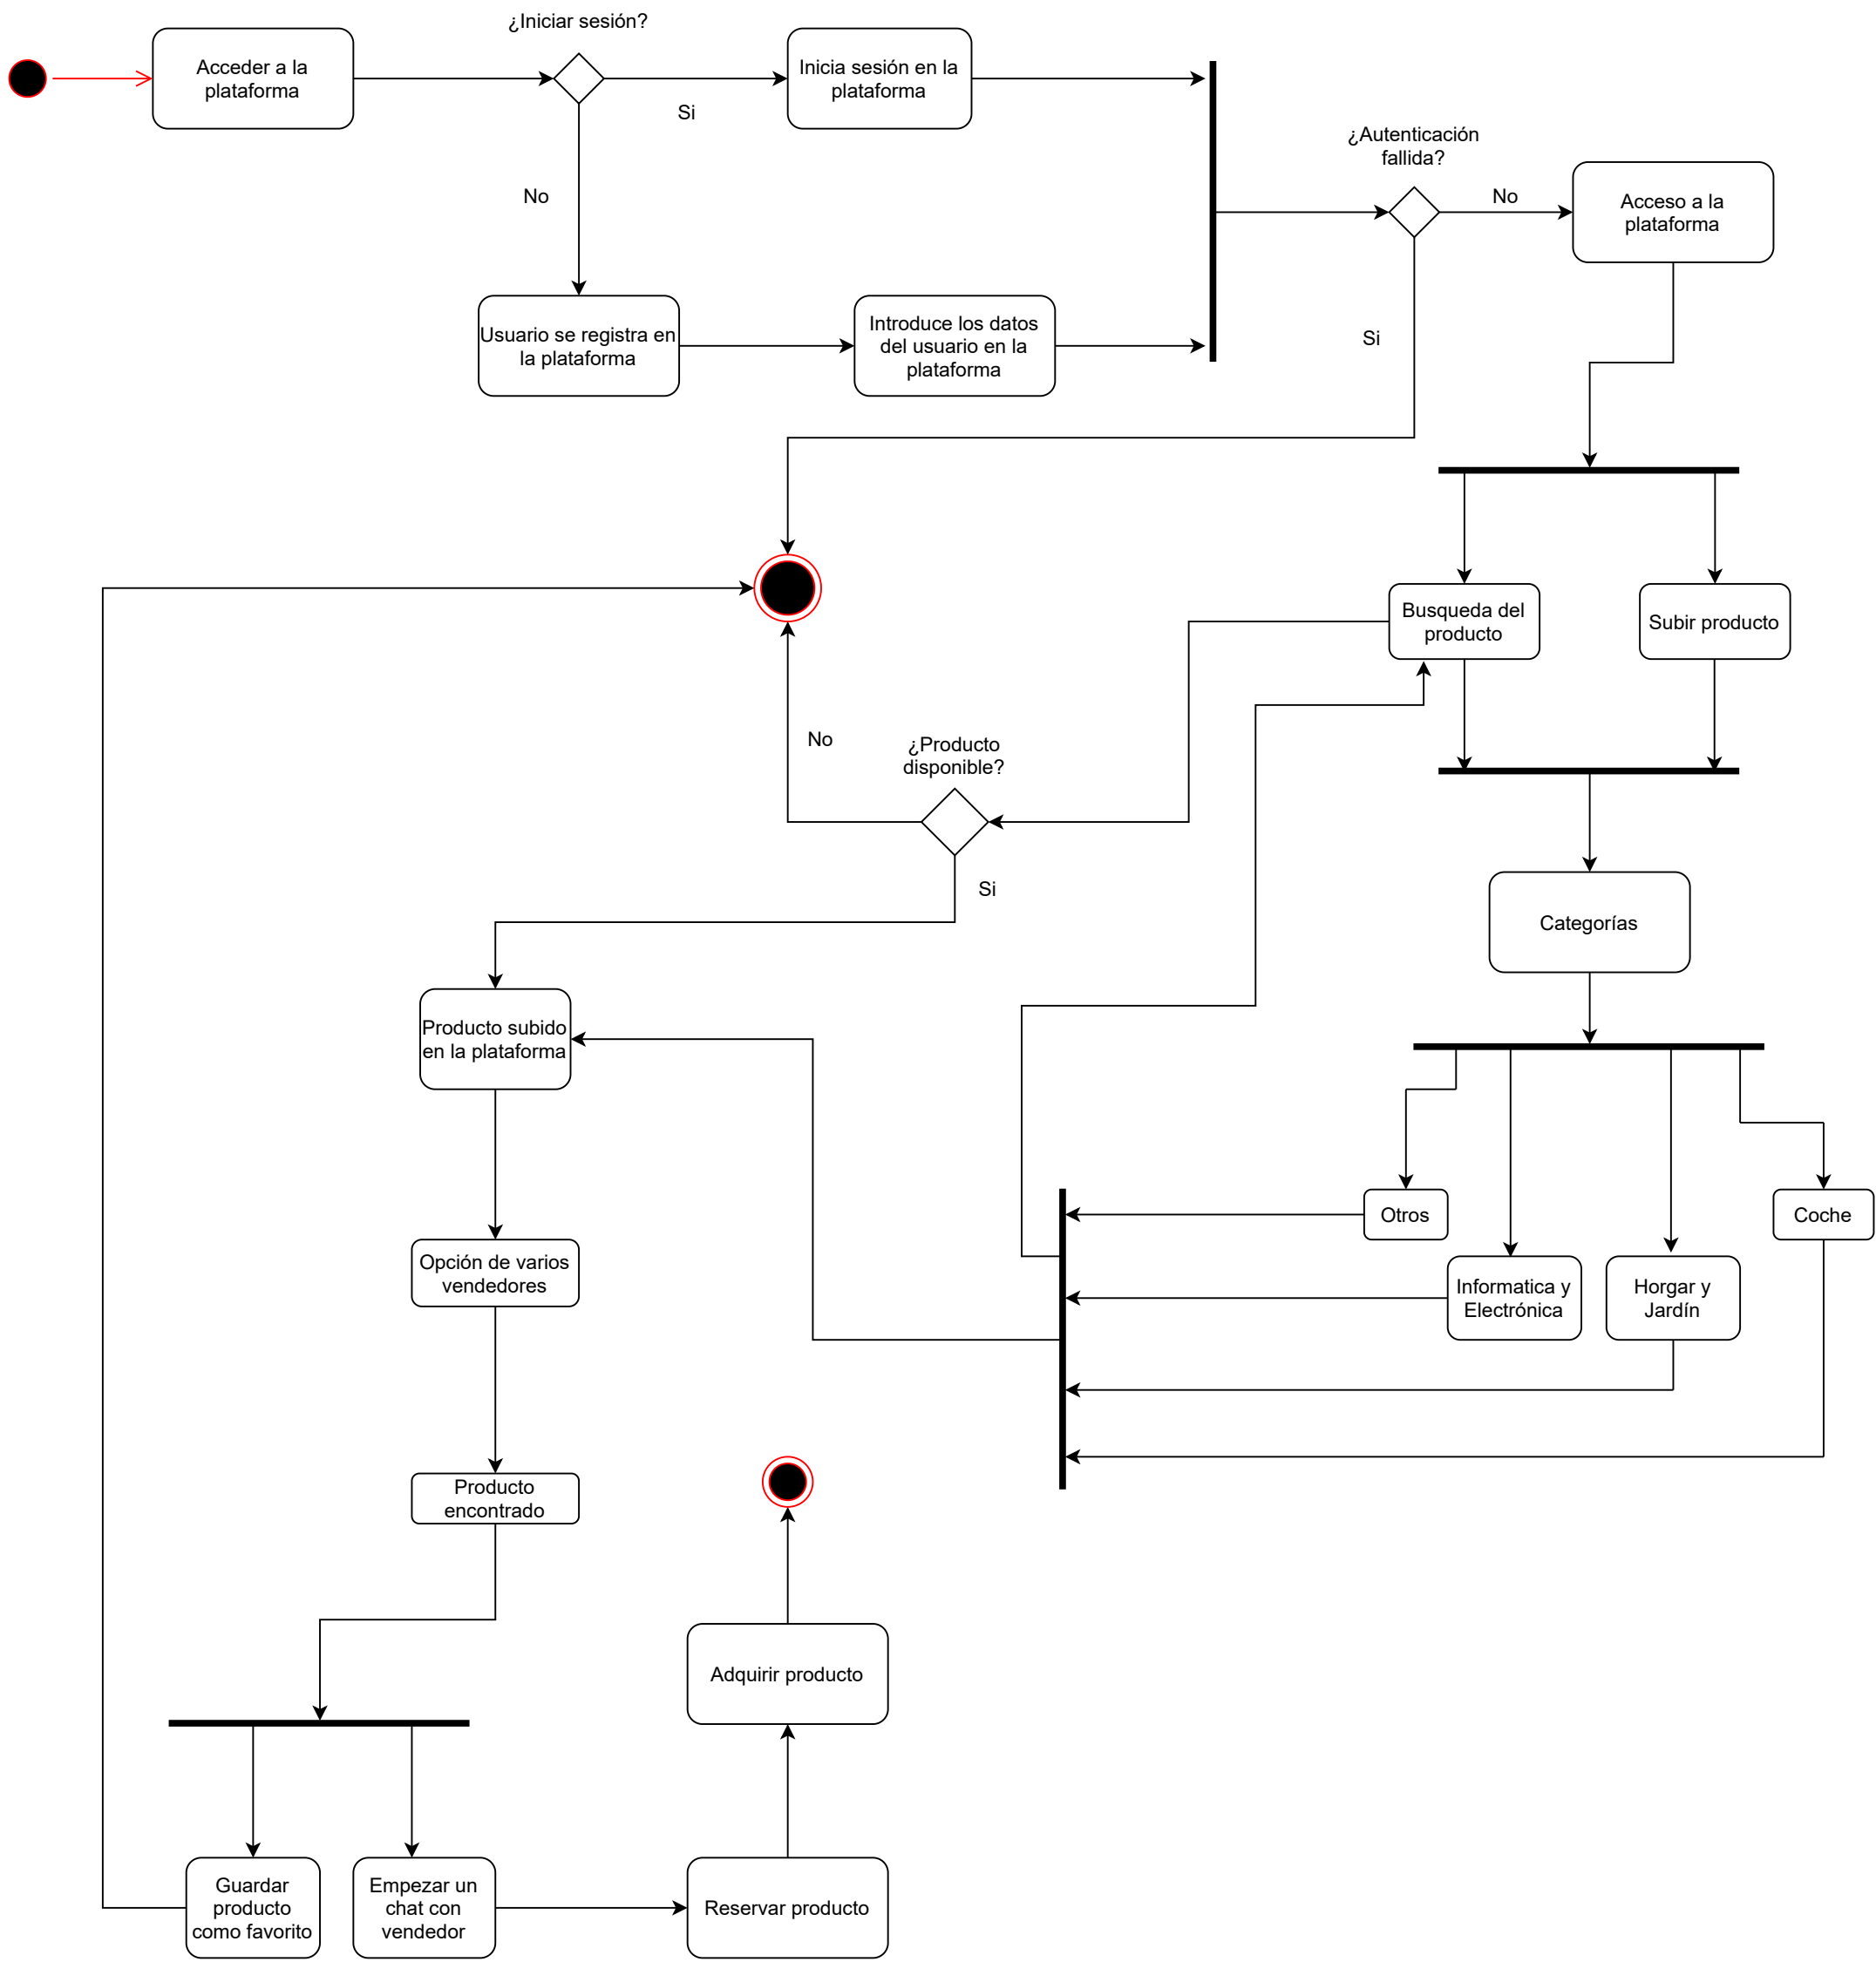 ¿Iniciar sesión?
Acceder a la
plataforma
Inicia sesión en la
plataforma
Si
No
¿Autenticación
fallida?
No
Acceso a la
plataforma
Usuario se registra en
la plataforma
Introduce los datos
del usuario en la
plataforma
Si
Busqueda del
producto
Subir producto
No
¿Producto
disponible?
Si
Categorías
Producto subido
en la plataforma
Otros
Coche
Opción de varios
vendedores
Informatica y
Electrónica
Horgar y
Jardín
Producto
encontrado
Adquirir producto
Guardar
producto
como favorito
Empezar un
chat con
vendedor
Reservar producto